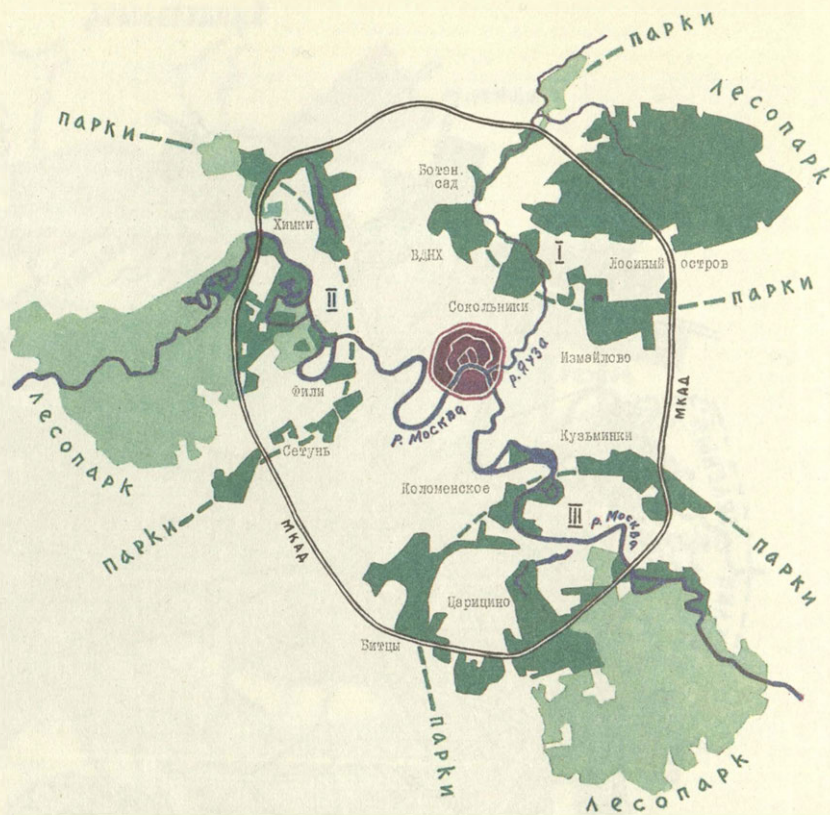 ПАРКИ
ЛЕСОПАРК
ПАРКИ
Ботан.
сад
Химки
ВДНХ
I
Лосиный остров
ПАРКИ
II
Сокольники
Измайлово
р. Яуза
МКАД
Фили
р. Москва
ЛЕСОПАРК
Сетунь
Кузьминки
Коломенское
III
р. Москва
ПАРКИ
МКАД
ПАРКИ
Царицино
Битцы
ПАРКИ
ЛЕСОПАРК